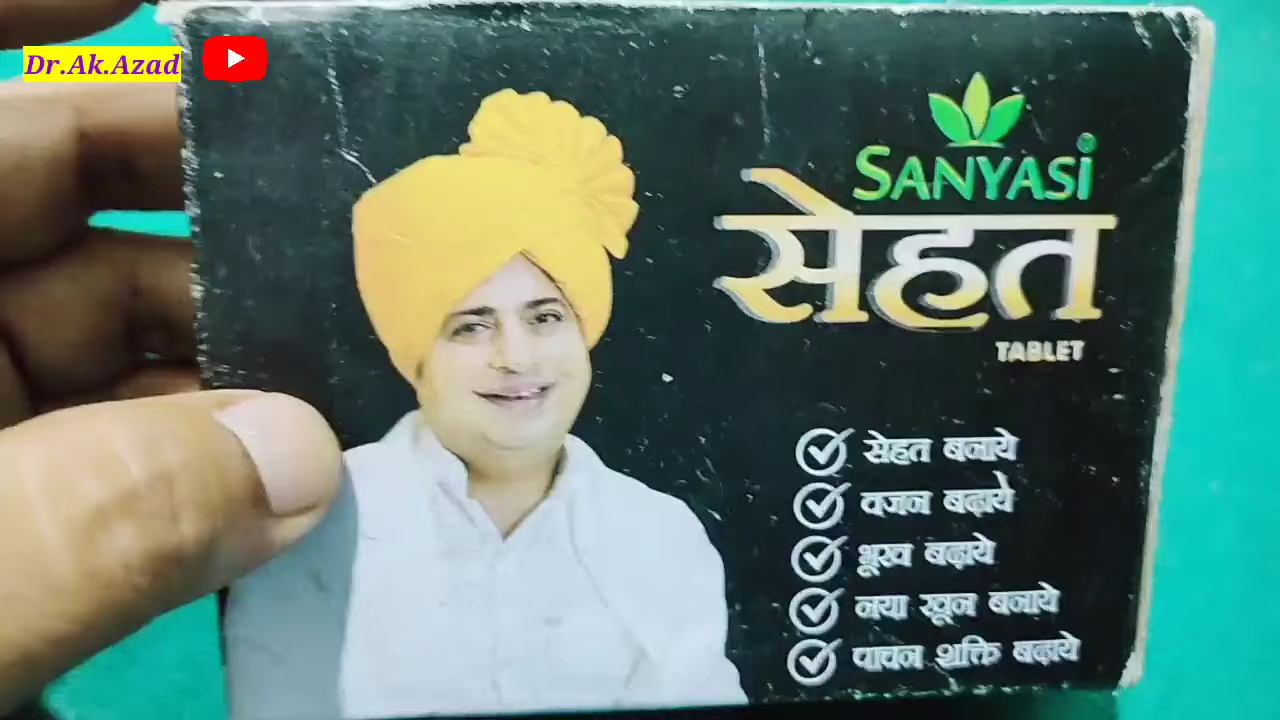 Dr.Ak.Azad
SANYASI
सेहत
TABLET
सेहत बनाये
वजन बढ़ाये
भूख बढ़ाये
नया खून बनाये
पाचन शक्ति बढ़ाये